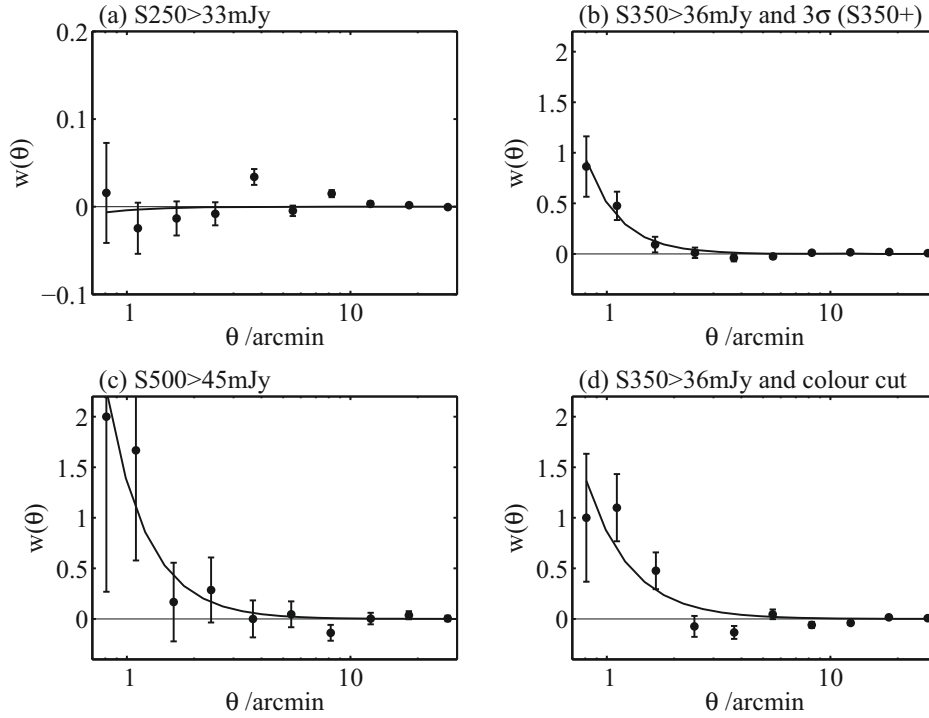 (a) S250>33mJy
0.2
0.1
0
−0.1
w(θ)
1
10
θ /arcmin
(b) S350>36mJy and 3σ (S350+)
2
1.5
1
0.5
0
w(θ)
1
10
θ /arcmin
(c) S500>45mJy
2
1.5
1
0.5
0
w(θ)
1
10
θ /arcmin
(d) S350>36mJy and colour cut
2
1.5
1
0.5
0
w(θ)
1
10
θ /arcmin